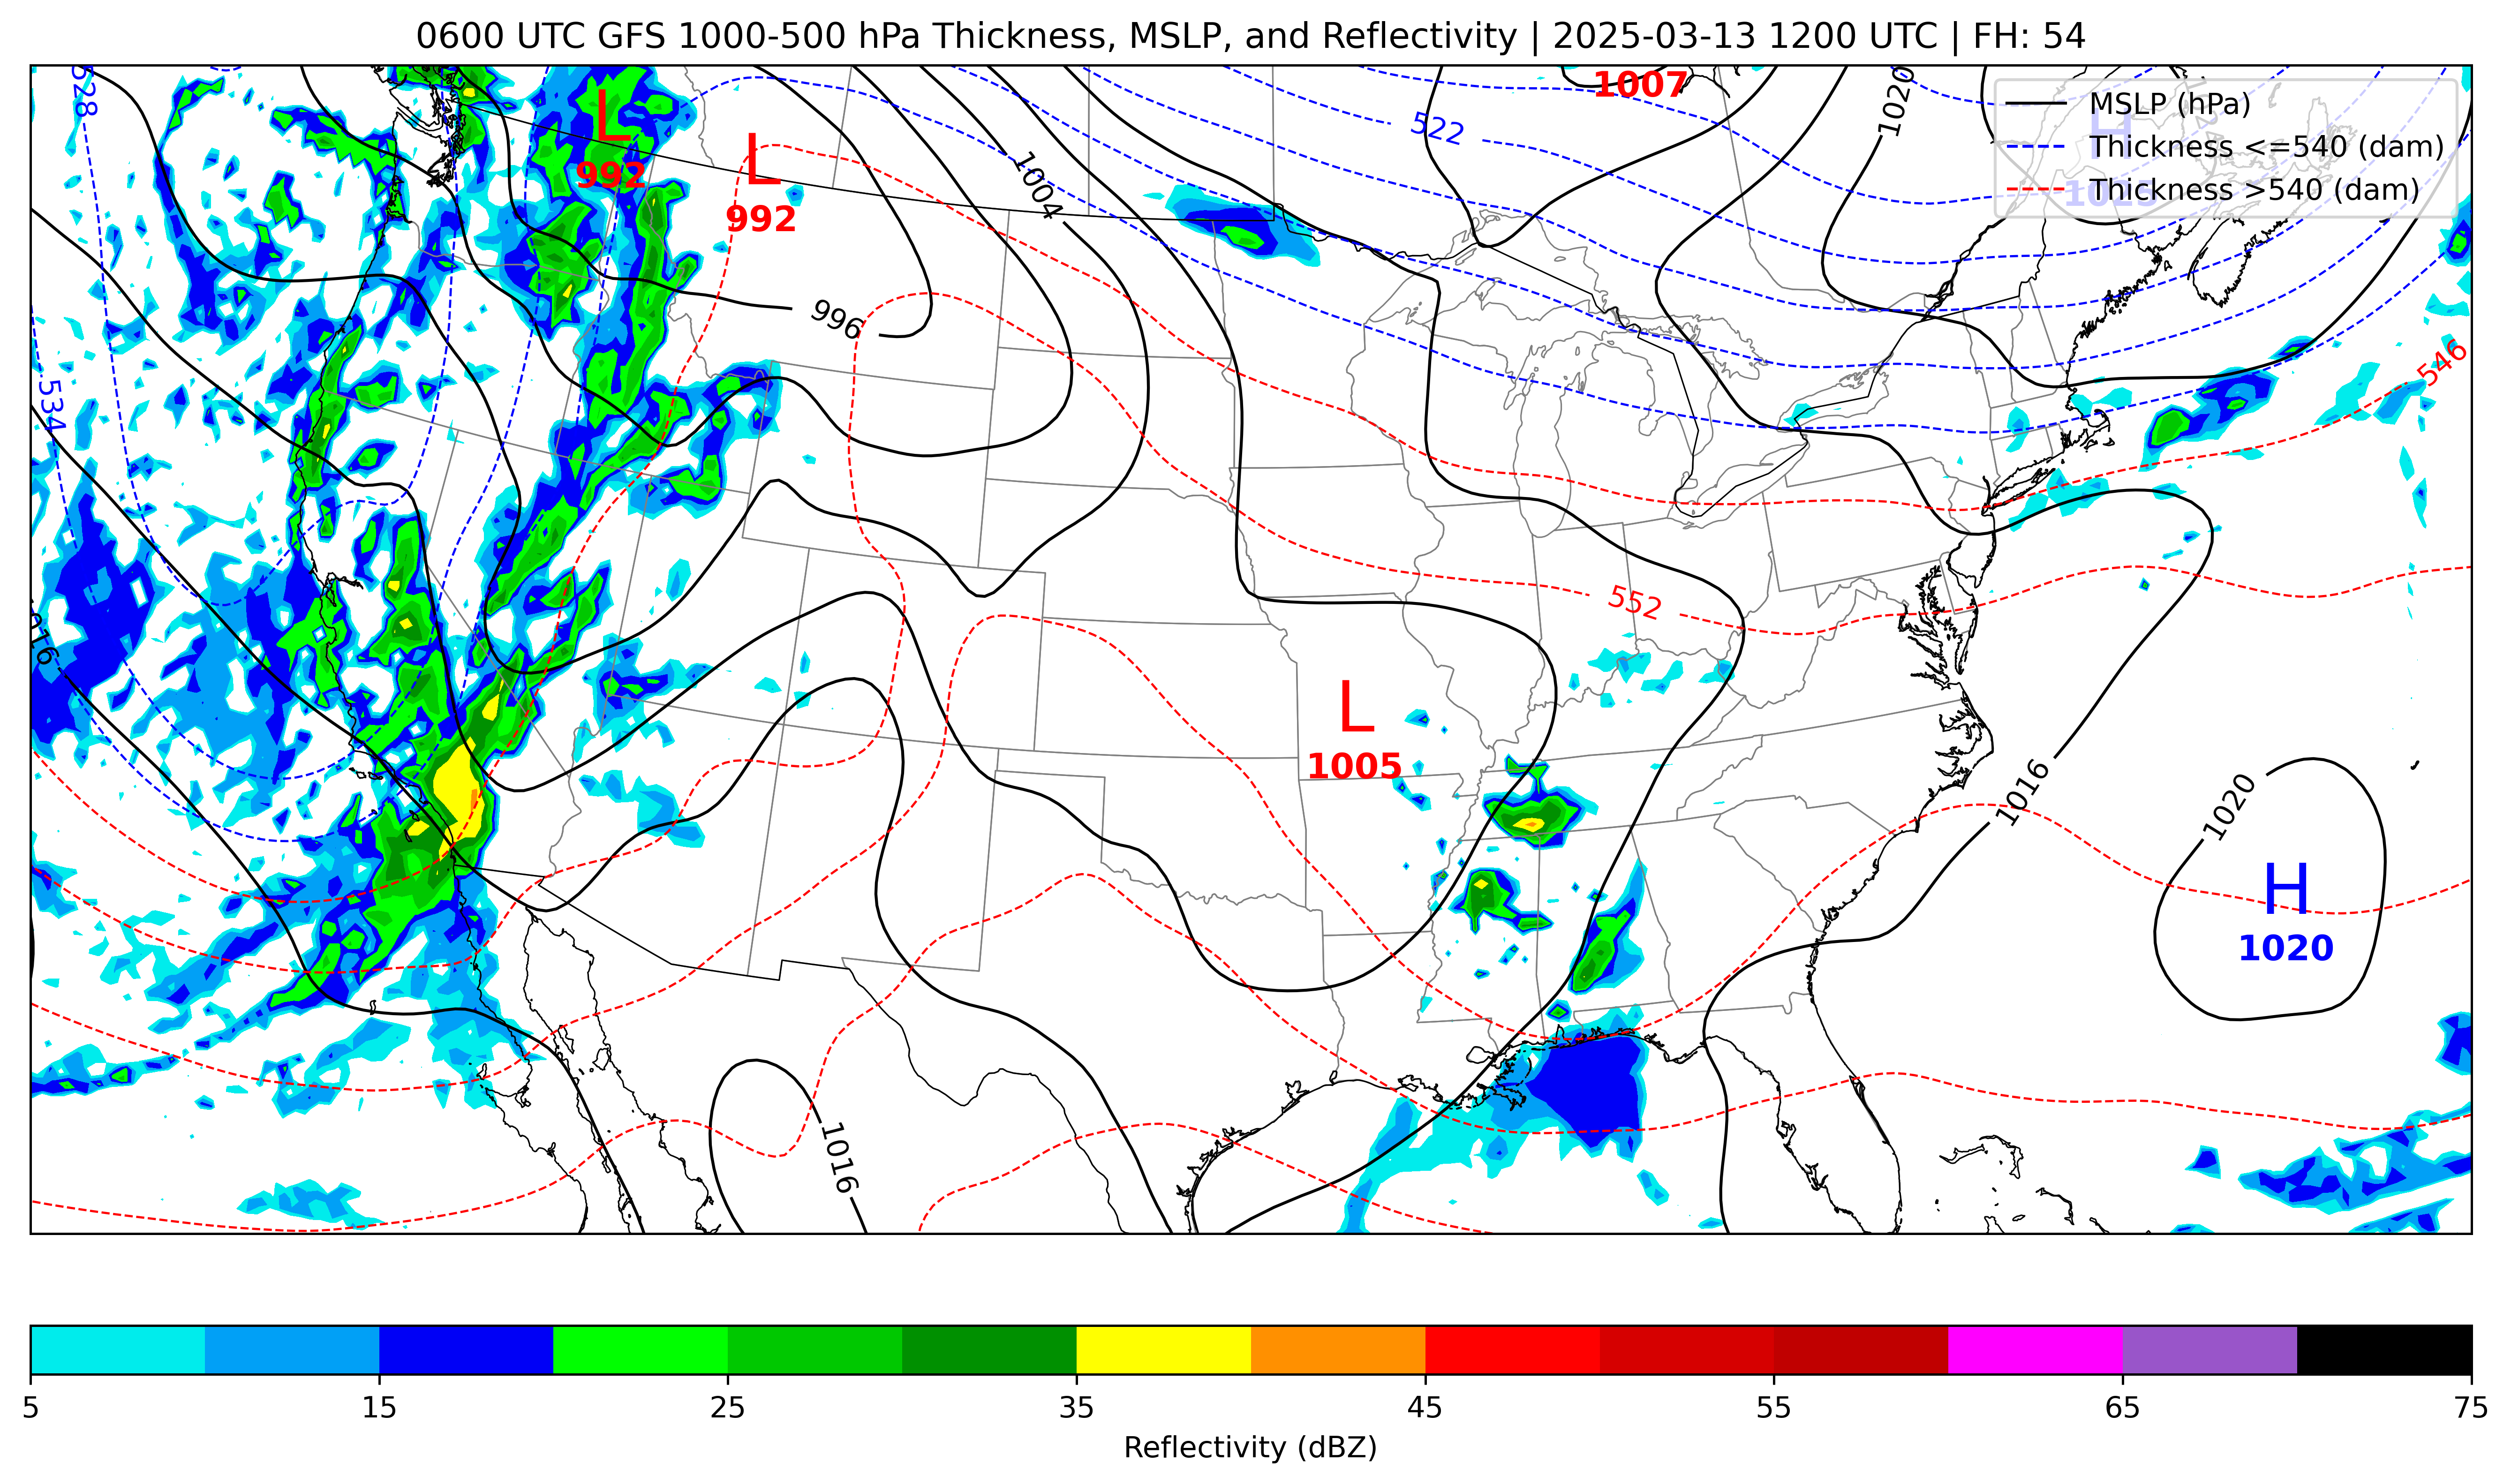 0600 UTC GFS 1000-500 hPa Thickness, MSLP, and Reflectivity | 2025-03-13 1200 UTC | FH: 54
528
1007
1020
MSLP (hPa)
Thickness <=540 (dam)
Thickness >540 (dam)
H
L
992
L
992
522
1004
996
534
546
552
1016
L
1005
1016
1020
H
1020
1016
5 15 25 35 45 55 65 75
Reflectivity (dBZ)